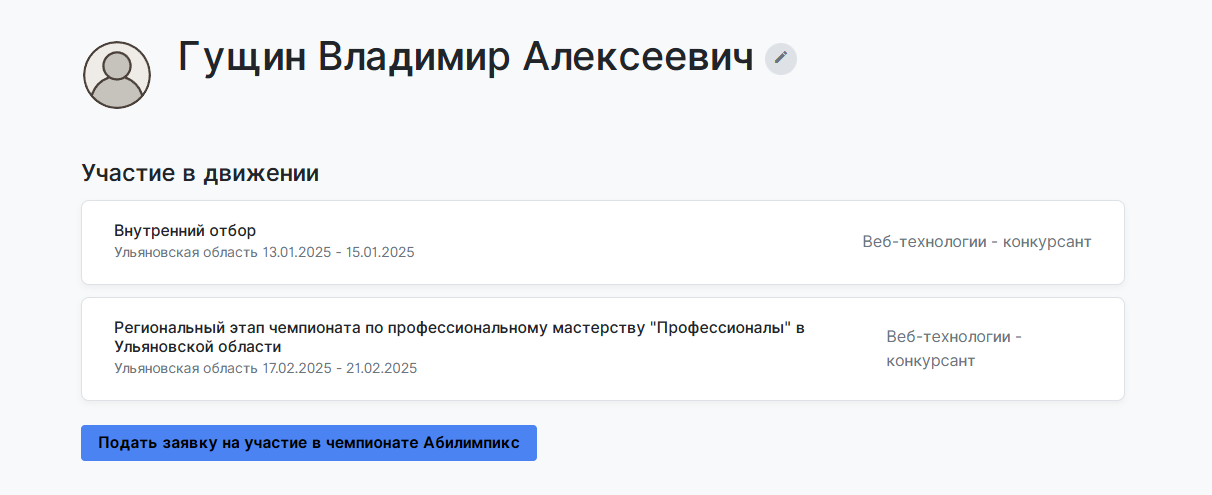 Гущин Владимир Алексеевич
Участие в движении
Внутренний отбор
Ульяновская область 13.01.2025 - 15.01.2025
Веб-технологии - конкурсант
Региональный этап чемпионата по профессиональному мастерству "Профессионалы" в
Ульяновской области
Ульяновская область 17.02.2025 - 21.02.2025
Веб-технологии -
конкурсант
Подать заявку на участие в чемпионате Абилимпикс